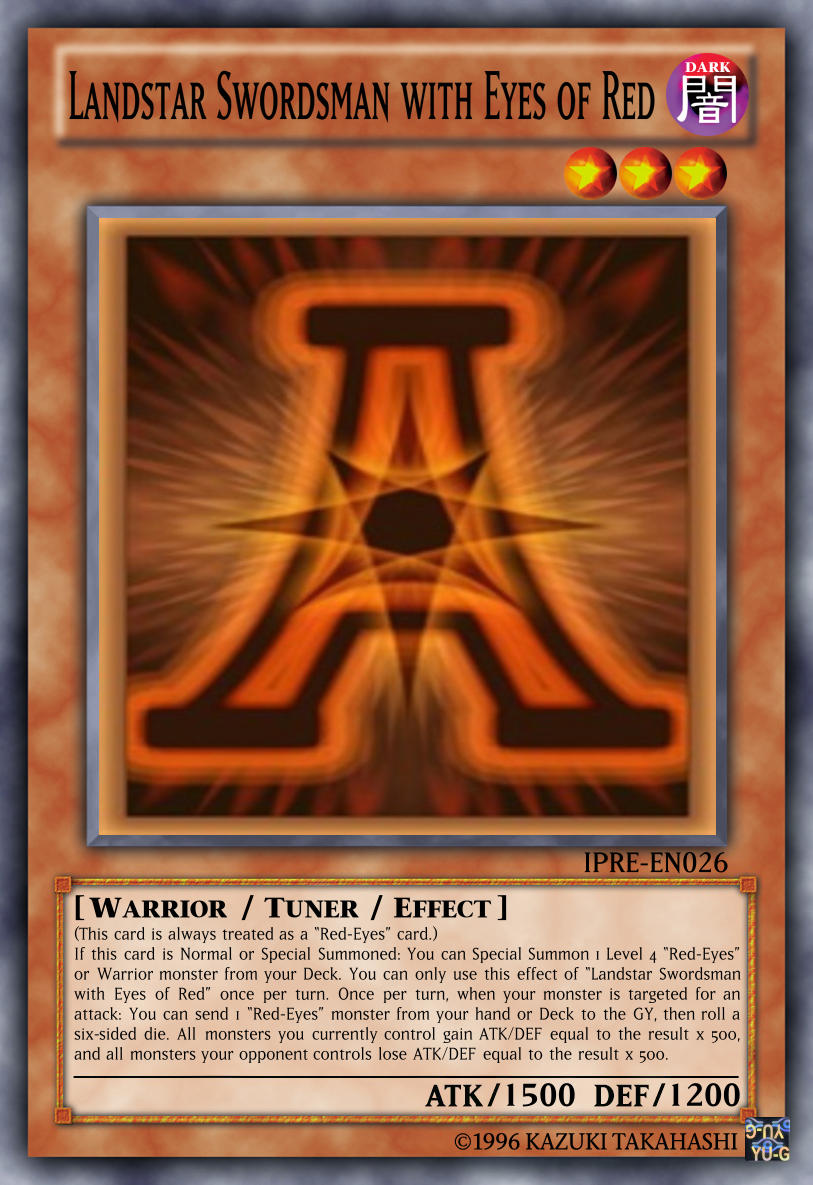 Landstar Swordsman with Eyes of Red
DARK
闇
IPRE-EN026
[ Warrior / Tuner / Effect ]
(This card is always treated as a "Red-Eyes" card.)
If this card is Normal or Special Summoned: You can Special Summon 1 Level 4 "Red-Eyes"
or Warrior monster from your Deck. You can only use this effect of "Landstar Swordsman
with Eyes of Red" once per turn. Once per turn, when your monster is targeted for an
attack: You can send 1 "Red-Eyes" monster from your hand or Deck to the GY, then roll a
six-sided die. All monsters you currently control gain ATK/DEF equal to the result x 500,
and all monsters your opponent controls lose ATK/DEF equal to the result x 500.
ATK/1500 DEF/1200
©1996 KAZUKI TAKAHASHI
YU-G
YU-G